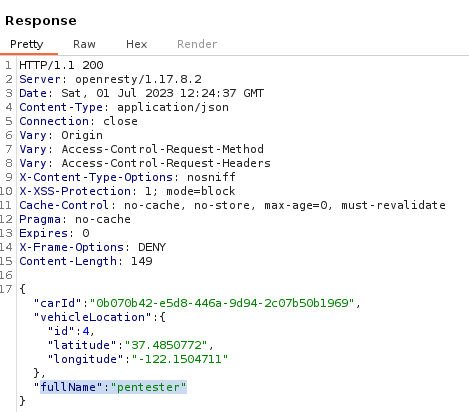 Response
Pretty Raw Hex Render
1 HTTP/1.1 200
2 Server: openresty/1.17.8.2
3 Date: Sat, 01 Jul 2023 12:24:37 GMT
4 Content-Type: application/json
5 Connection: close
6 Vary: Origin
7 Vary: Access-Control-Request-Method
8 Vary: Access-Control-Request-Headers
9 X-Content-Type-Options: nosniff
10 X-XSS-Protection: 1; mode=block
11 Cache-Control: no-cache, no-store, max-age=0, must-revalidate
12 Pragma: no-cache
13 Expires: 0
14 X-Frame-Options: DENY
15 Content-Length: 149
16
17 {
"carId":"0b070b42-e5d8-446a-9d94-2c07b50b1969",
"vehicleLocation":{
"id":4,
"latitude":"37.4850772",
"longitude":"-122.1504711"
},
"fullName":"pentester"
}